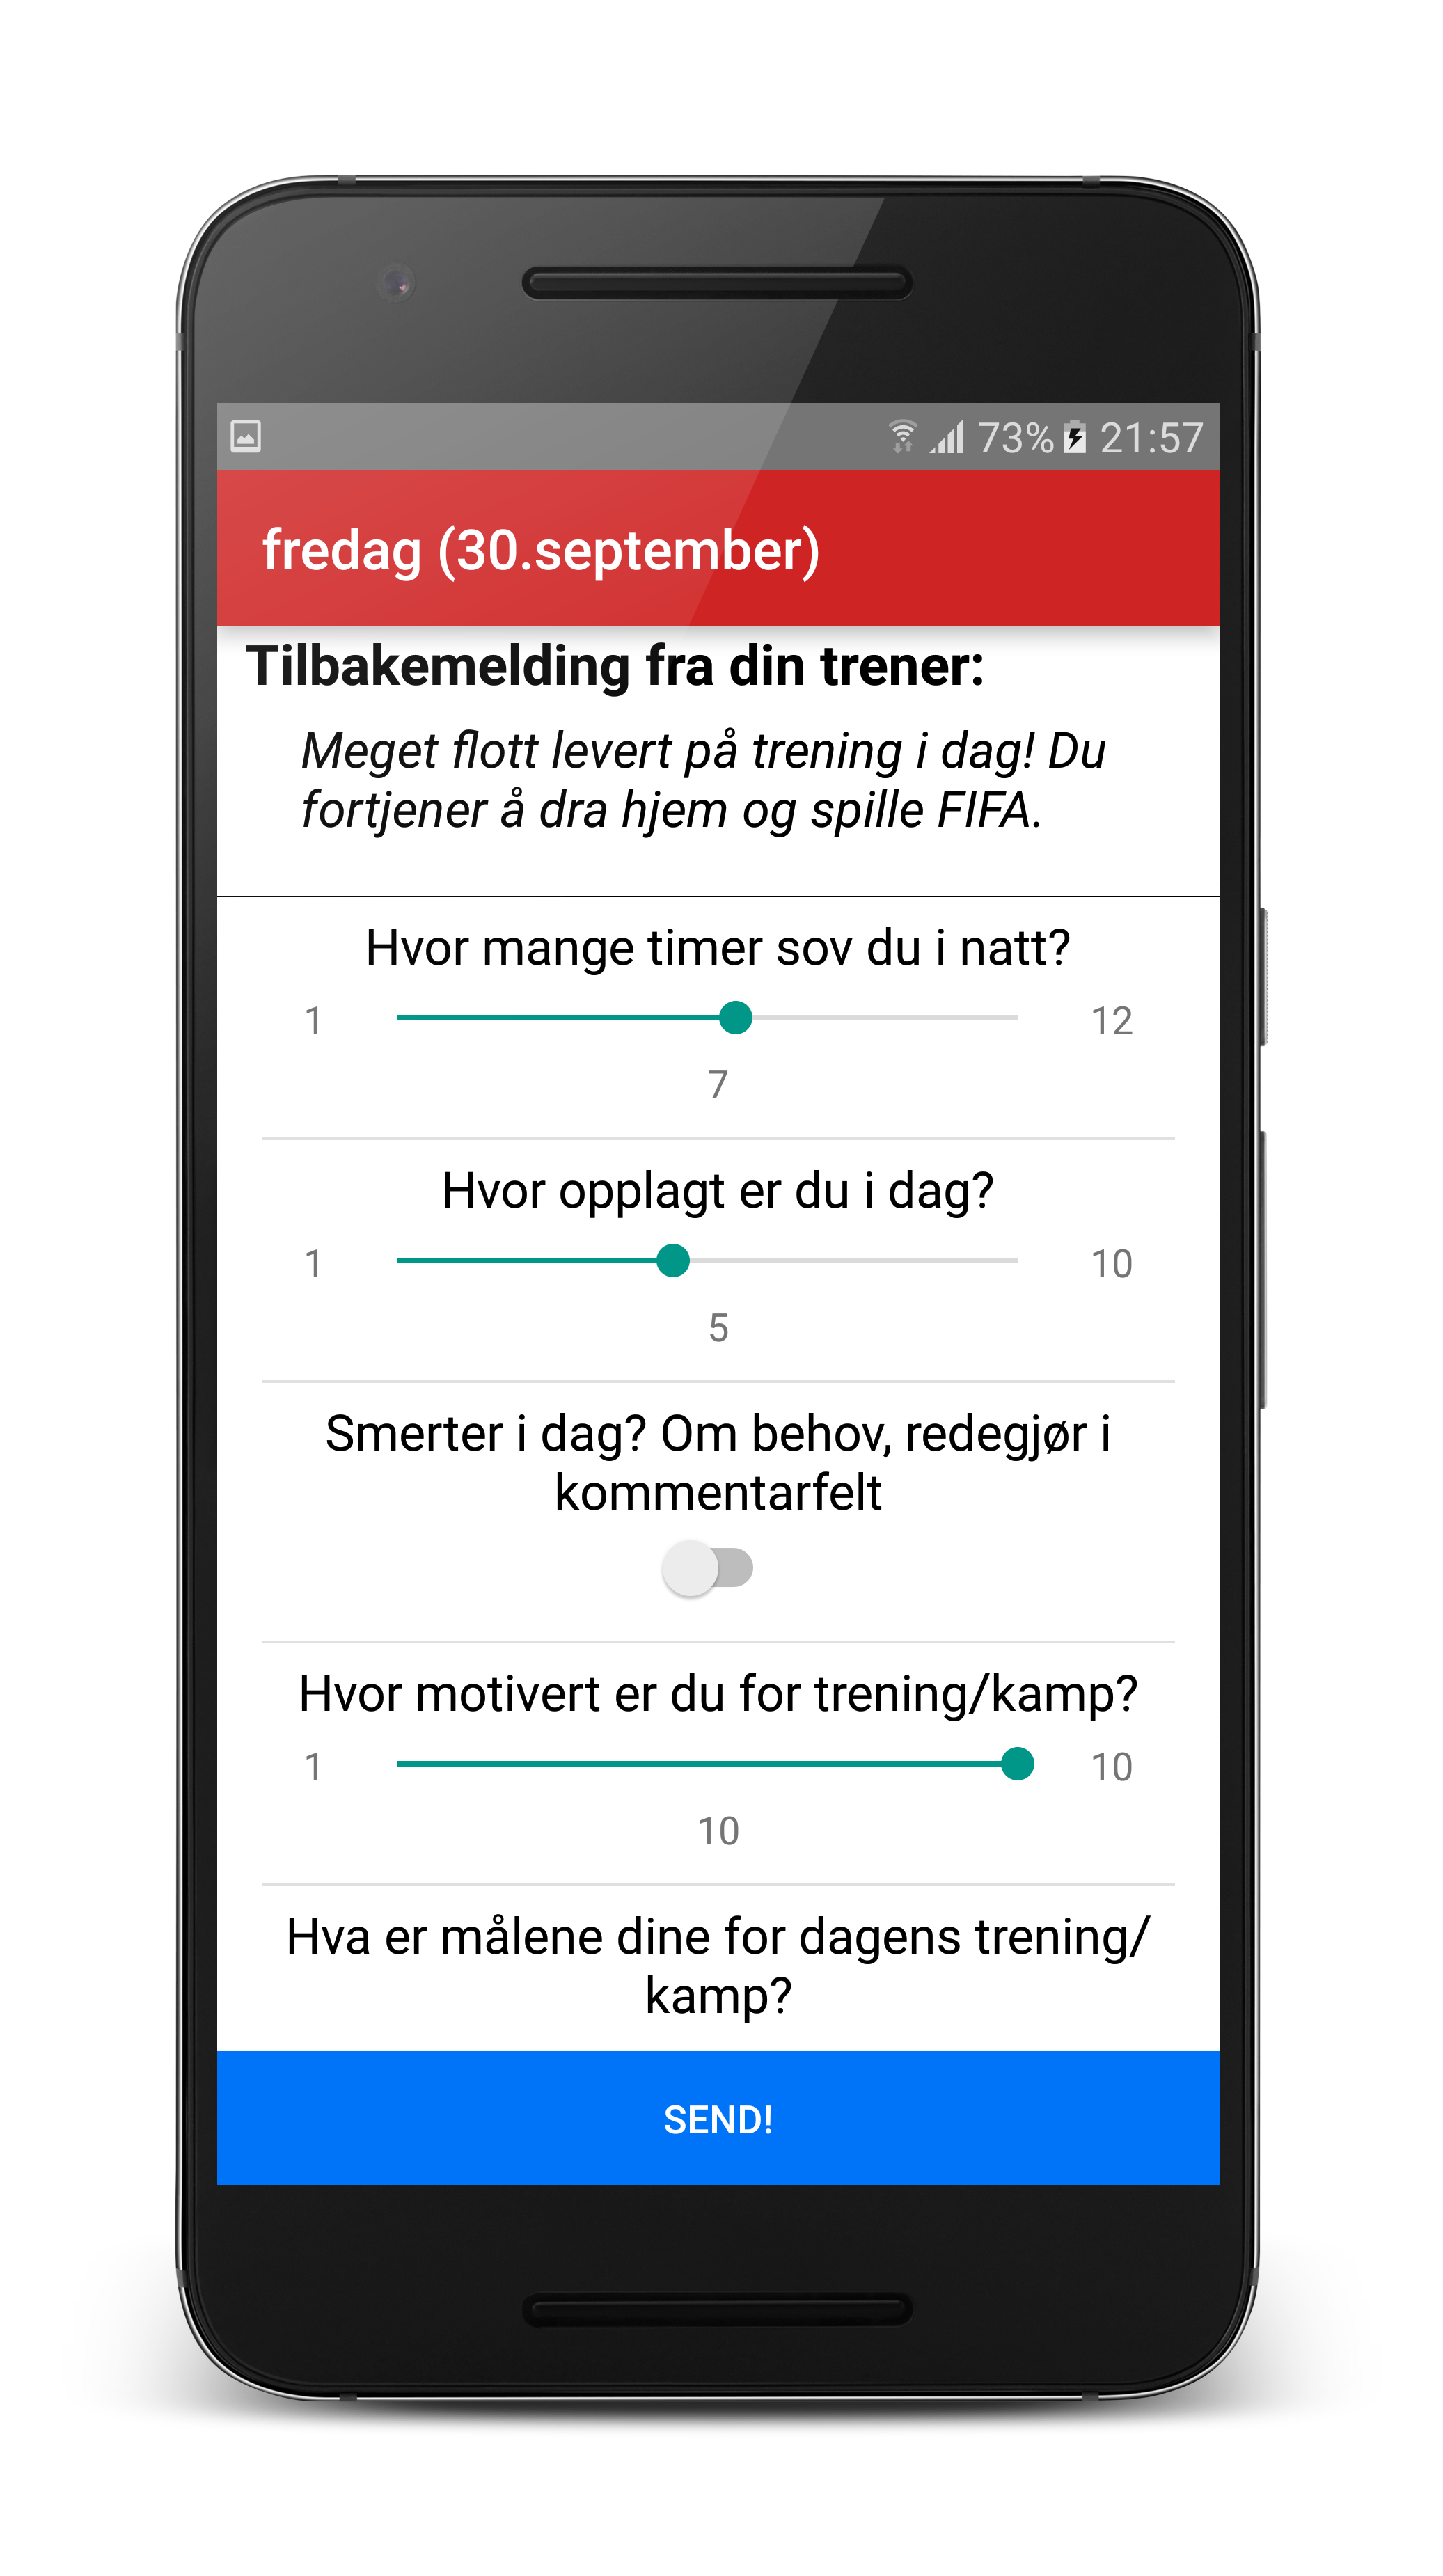 73% 21:57
fredag (30.september)
Tilbakemelding fra din trener:
Meget flott levert på trening i dag! Du
fortjener å dra hjem og spille FIFA.
Hvor mange timer sov du i natt?
1 12
7
Hvor opplagt er du i dag?
1 10
5
Smerter i dag? Om behov, redegjør i
kommentarfelt
Hvor motivert er du for trening/kamp?
1 10
10
Hva er målene dine for dagens trening/
kamp?
SEND!